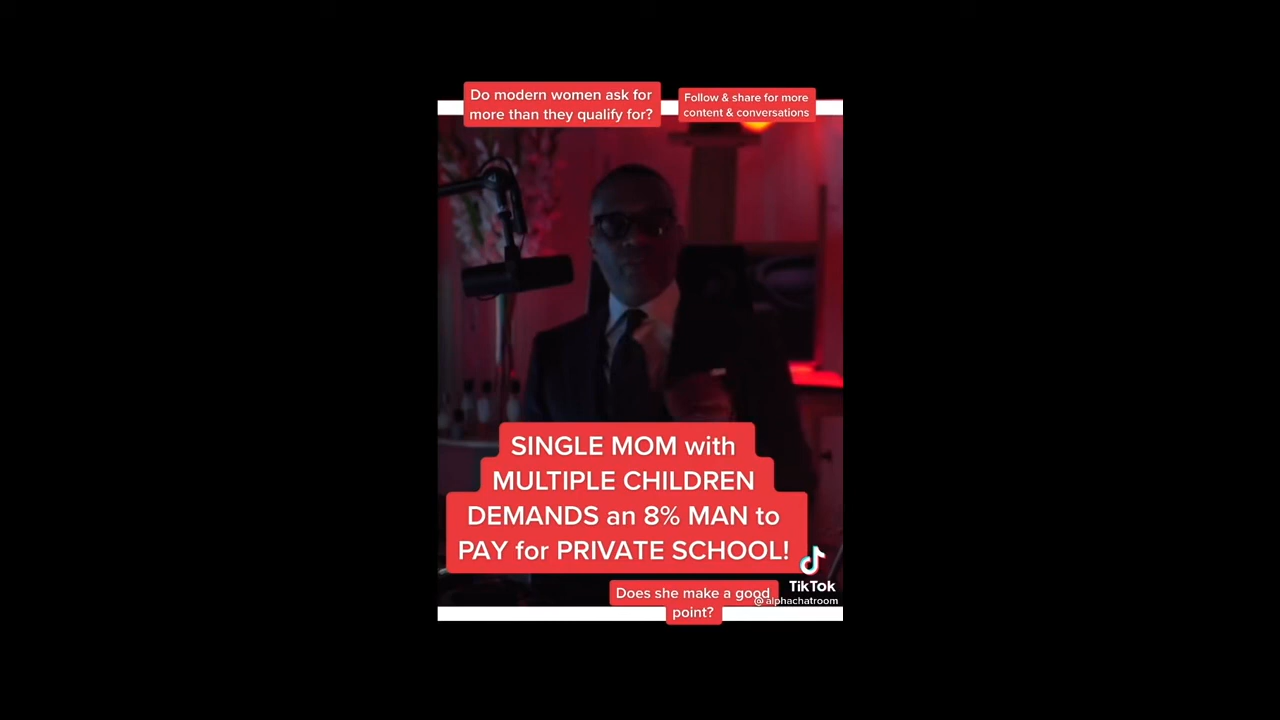 Do modern women ask for
more than they qualify for?
Follow & share for more
content & conversations
SINGLE MOM with
MULTIPLE CHILDREN
DEMANDS an 8% MAN to
PAY for PRIVATE SCHOOL!
Does she make a good
point?
TikTok
@alphachatroom